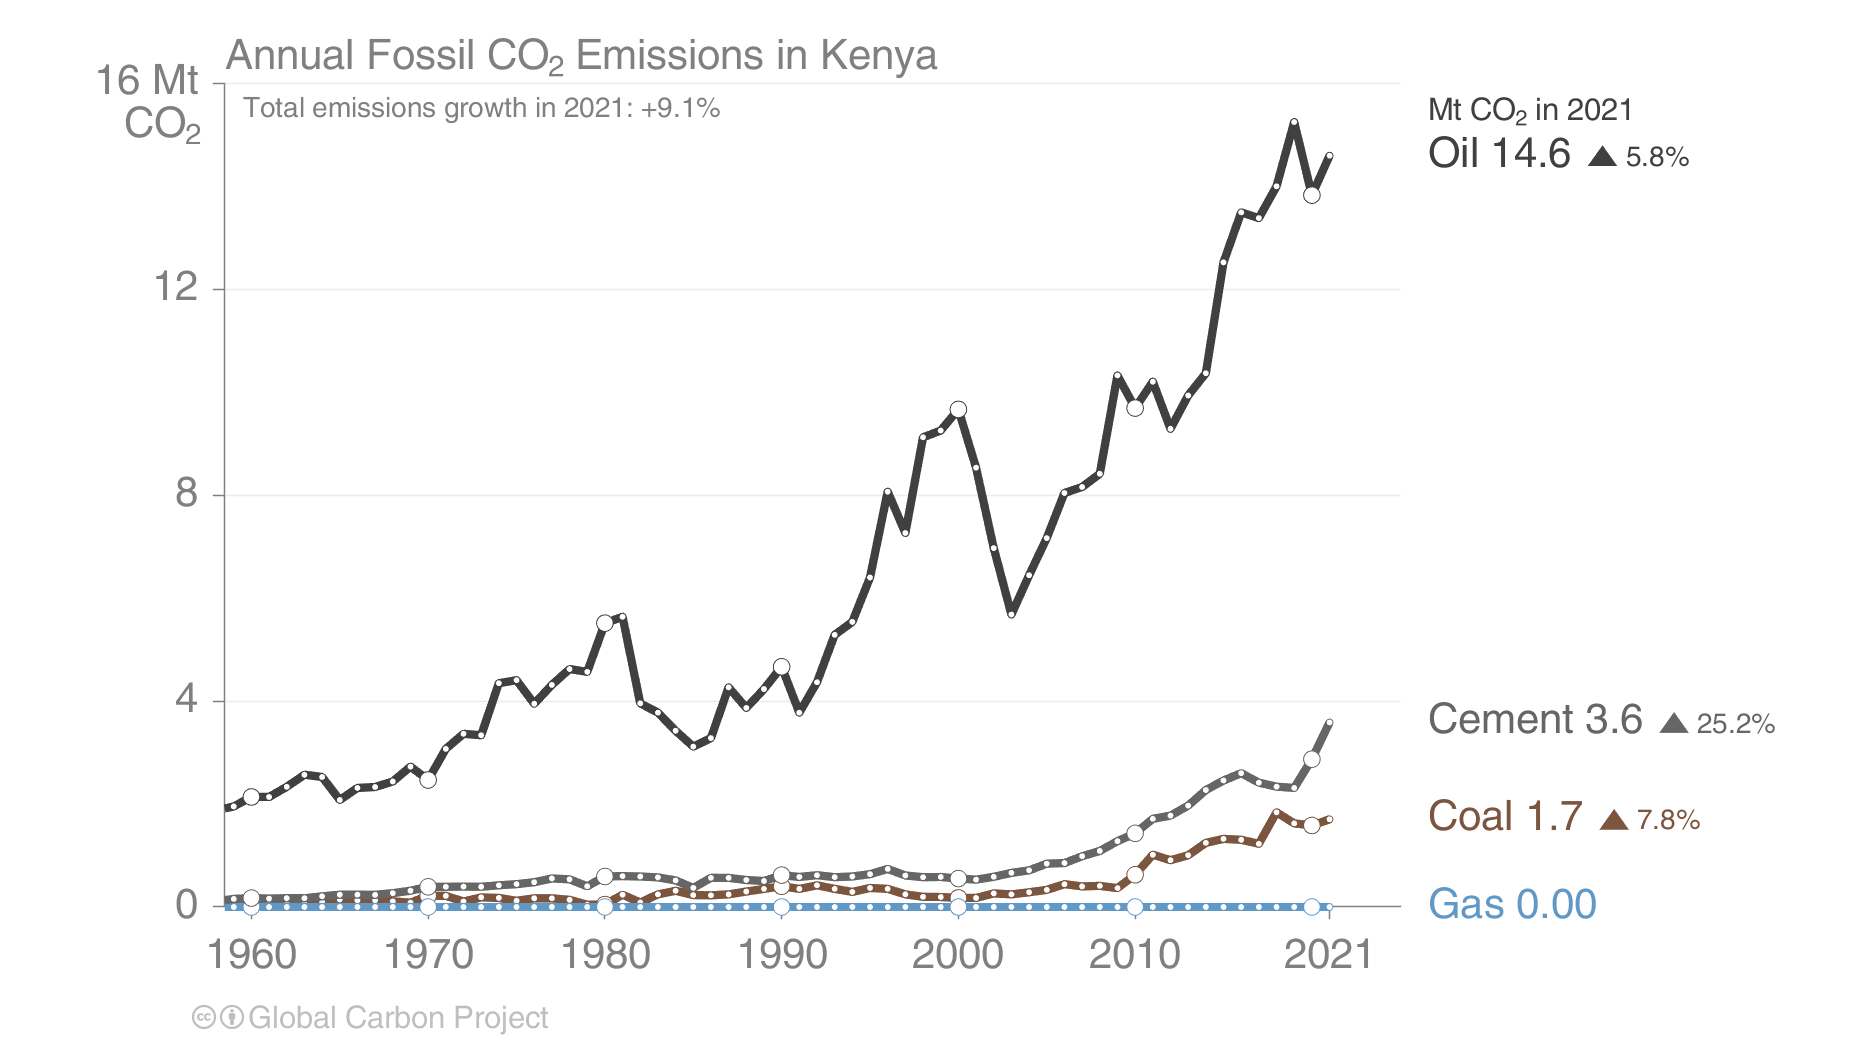 Annual Fossil CO₂ Emissions in Kenya
16 Mt
CO₂
Total emissions growth in 2021: +9.1%
12
8
4
0
1960 1970 1980 1990 2000 2010 2021
Mt CO₂ in 2021
Oil 14.6 ▲ 5.8%
Cement 3.6 ▲ 25.2%
Coal 1.7 ▲ 7.8%
Gas 0.00
cc Global Carbon Project